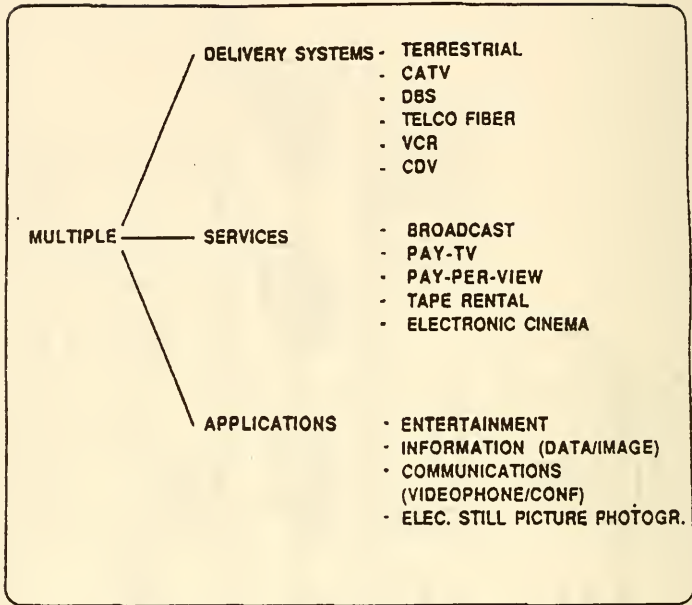 DELIVERY SYSTEMS - TERRESTRIAL
- CATV
- DBS
- TELCO FIBER
- VCR
- CDV
MULTIPLE SERVICES - BROADCAST
- PAY-TV
- PAY-PER-VIEW
- TAPE RENTAL
- ELECTRONIC CINEMA
APPLICATIONS - ENTERTAINMENT
- INFORMATION (DATA/IMAGE)
- COMMUNICATIONS
(VIDEOPHONE/CONF)
- ELEC. STILL PICTURE PHOTOGR.